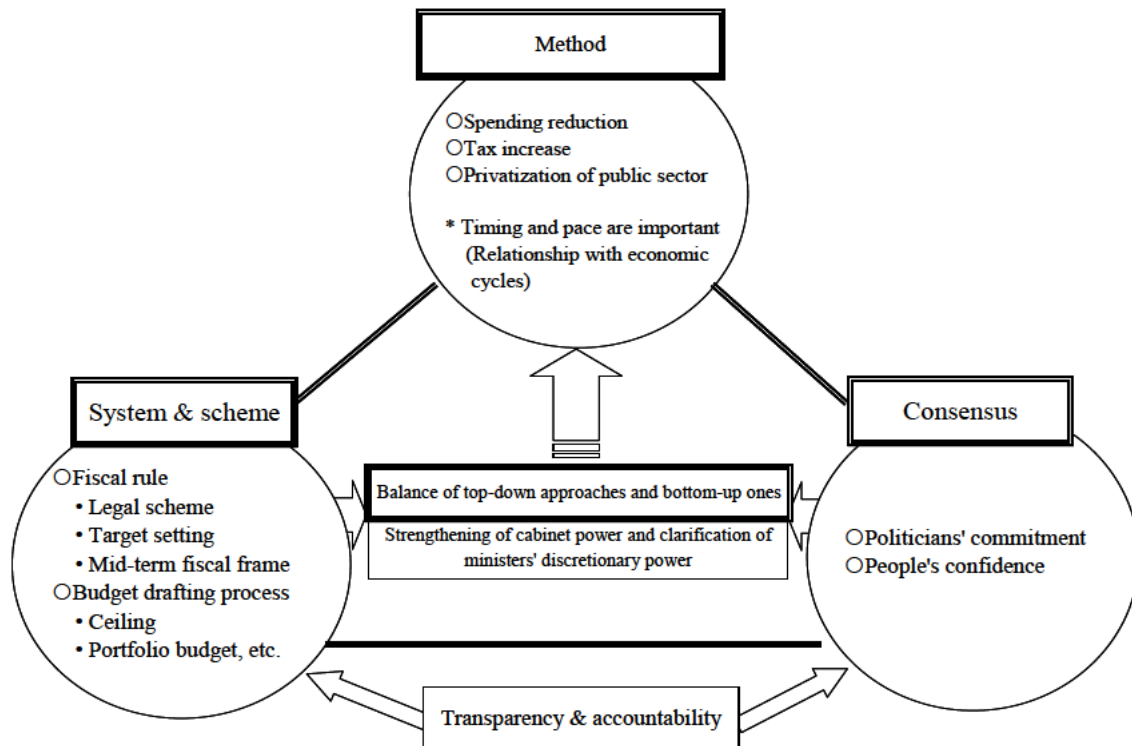 Method
○Spending reduction
○Tax increase
○Privatization of public sector
* Timing and pace are important
(Relationship with economic
cycles)
System & scheme
○Fiscal rule
• Legal scheme
• Target setting
• Mid-term fiscal frame
○Budget drafting process
• Ceiling
• Portfolio budget, etc.
Balance of top-down approaches and bottom-up ones
Strengthening of cabinet power and clarification of
ministers' discretionary power
Consensus
○Politicians' commitment
○People's confidence
Transparency & accountability